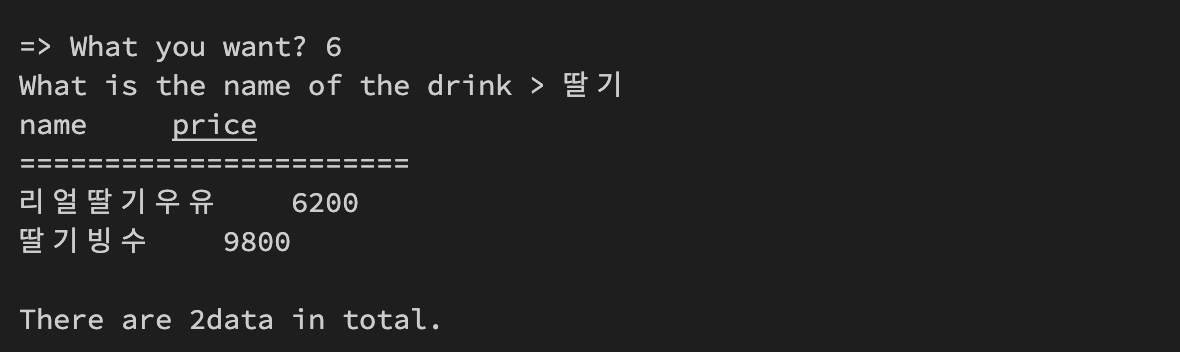 => What you want? 6
What is the name of the drink > 딸기
name     price
=======================
리얼딸기우유     6200
딸기빙수     9800
There are 2data in total.